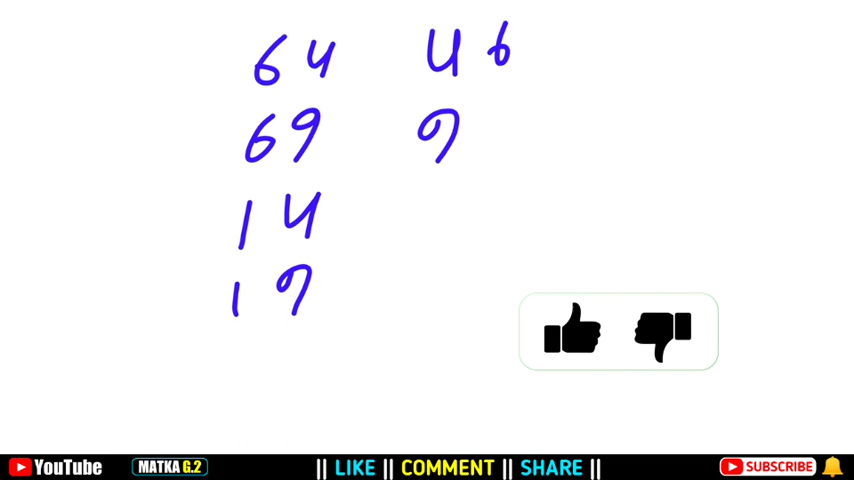 64 46
69 9
14
19
YouTube MATKA G.2 || LIKE || COMMENT || SHARE || SUBSCRIBE